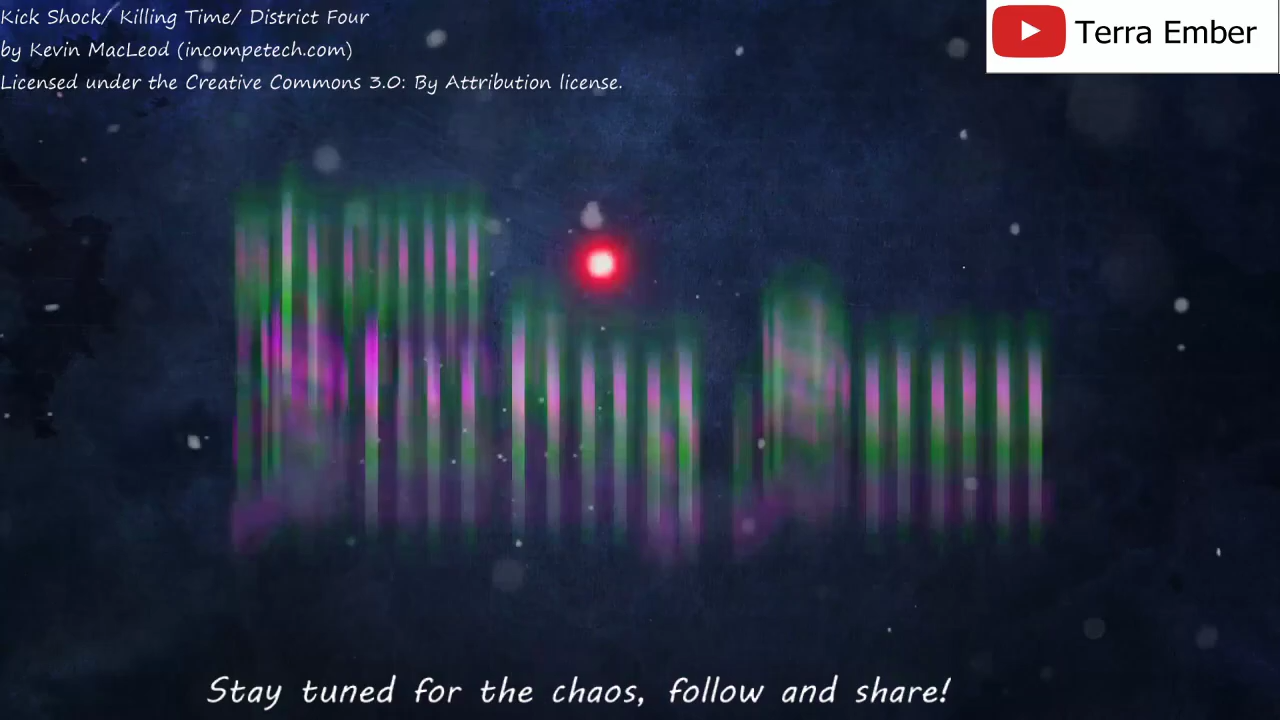 Kick Shock/ Killing Time/ District Four
by Kevin MacLeod (incompetech.com)
Licensed under the Creative Commons 3.0: By Attribution license.
Terra Ember
Stay tuned for the chaos, follow and share!